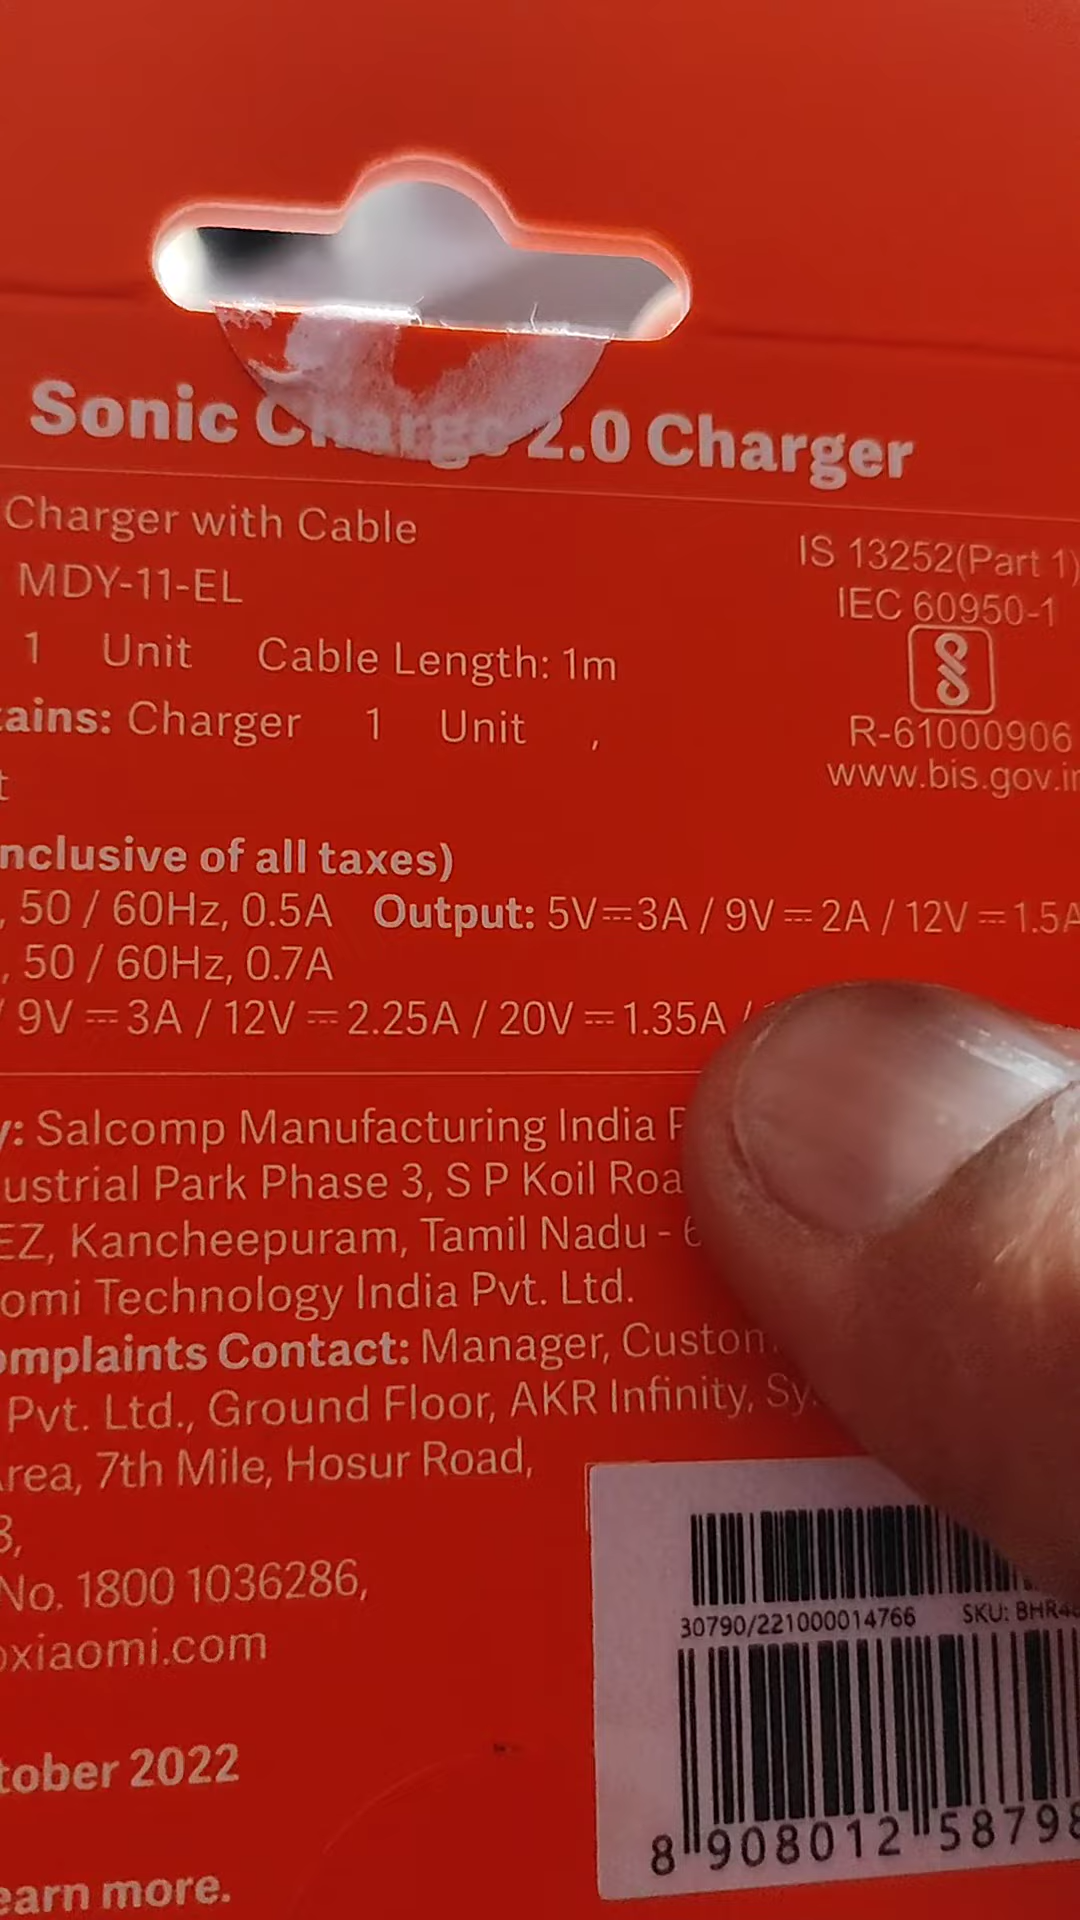 Sonic Charge 2.0 Charger
Charger with Cable
IS 13252(Part 1)
MDY-11-EL
IEC 60950-1
1 Unit Cable Length: 1m
ains: Charger 1 Unit ,
R-61000906
www.bis.gov.in
t
nclusive of all taxes)
, 50 / 60Hz, 0.5A Output: 5V⎓3A / 9V⎓2A / 12V⎓1.5A
, 50 / 60Hz, 0.7A
/ 9V⎓3A / 12V⎓2.25A / 20V⎓1.35A /
y: Salcomp Manufacturing India P
ustrial Park Phase 3, S P Koil Roa
EZ, Kancheepuram, Tamil Nadu - 6
omi Technology India Pvt. Ltd.
omplaints Contact: Manager, Custom
Pvt. Ltd., Ground Floor, AKR Infinity, Sy.
Area, 7th Mile, Hosur Road,
3,
No. 1800 1036286,
oxiaomi.com
30790/221000014766 SKU: BHR4
tober 2022
8 908012 58798
earn more.